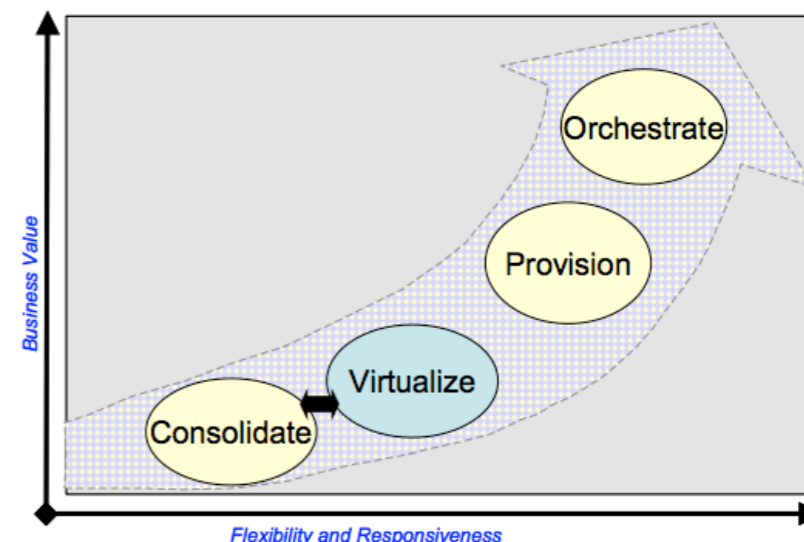 Orchestrate
Provision
Virtualize
Consolidate
Business Value
Flexibility and Responsiveness